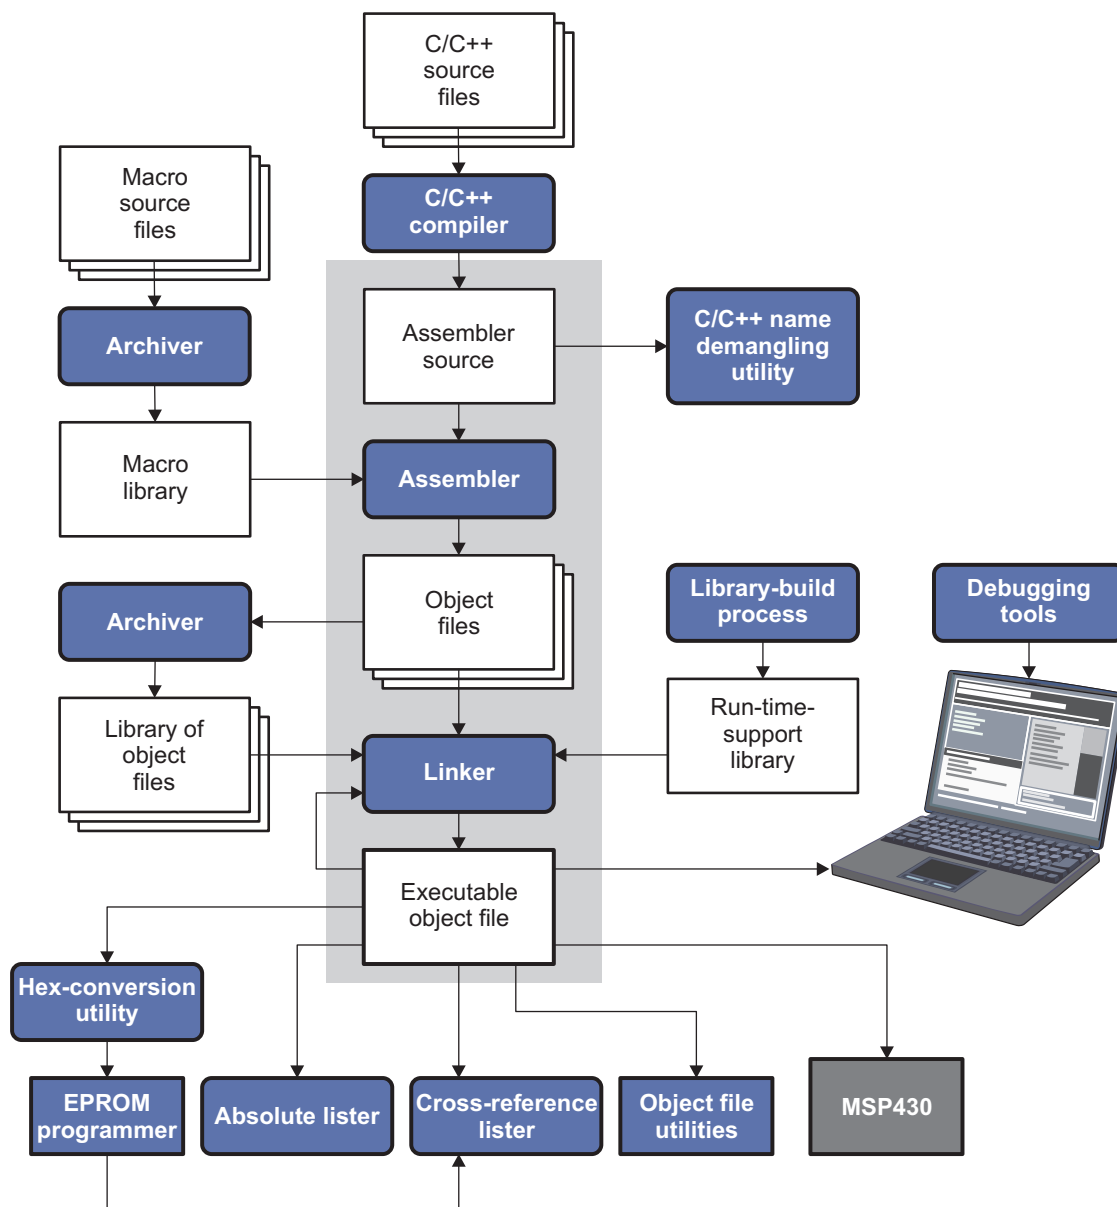 C/C++
source
files
Macro
source
files
C/C++
compiler
Archiver
Assembler
source
C/C++ name
demangling
utility
Macro
library
Assembler
Archiver
Object
files
Library-build
process
Debugging
tools
Library of
object
files
Linker
Run-time-
support
library
Executable
object file
Hex-conversion
utility
EPROM
programmer
Absolute lister
Cross-reference
lister
Object file
utilities
MSP430